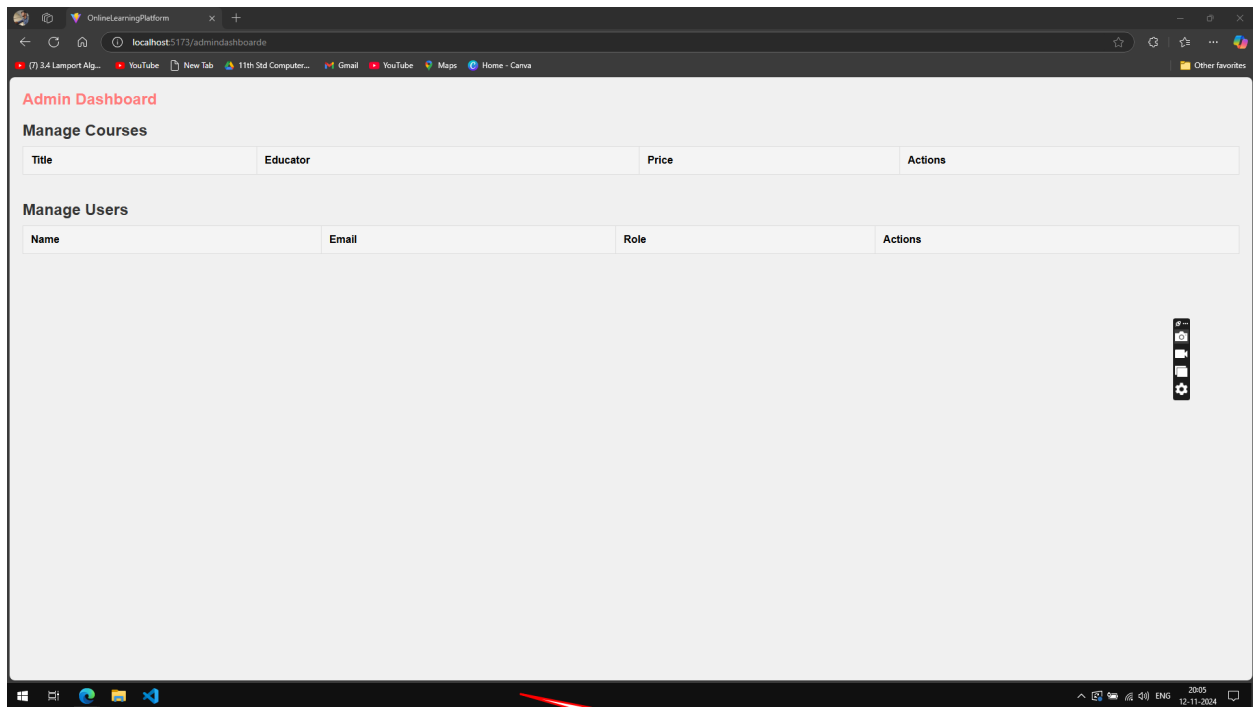 OnlineLearningPlatform
localhost:5173/admindashboarde
(7) 3.4 Lamport Alg... YouTube New Tab 11th Std Computer... Gmail YouTube Maps Home - Canva Other favorites
Admin Dashboard
Manage Courses
Title Educator Price Actions
Manage Users
Name Email Role Actions
ENG 20:05
12-11-2024